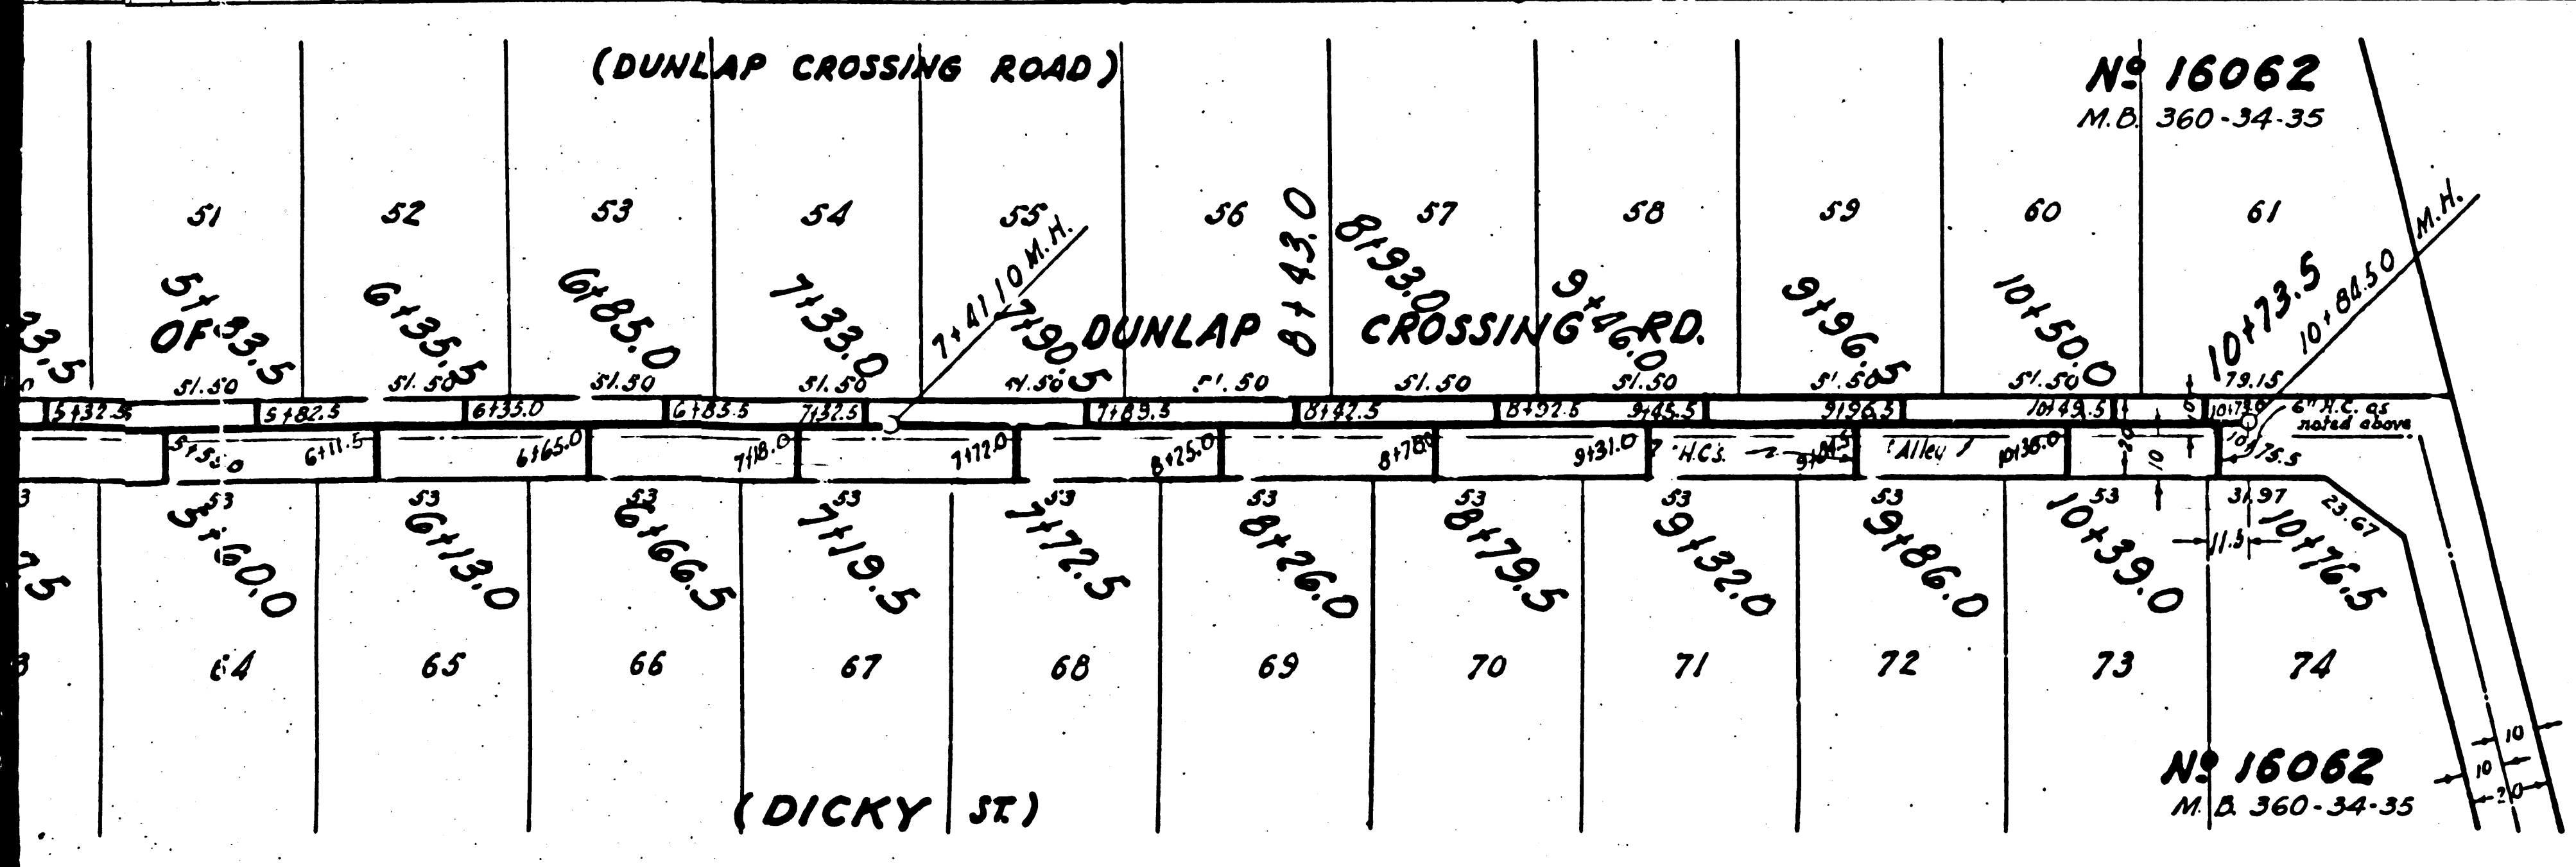 (DUNLAP CROSSING ROAD)
Nº 16062
M.B. 360-34-35
51 52 53 54 55 56 57 58 59 60 61
5+93.5 6+35.5 6+85.0 7+33.0 7+90.5 8+43.0 8+93.0 9+46.0 9+96.5 10+50.0 10+73.5
7+41.10 M.H.
10+84.50 M.H.
OF DUNLAP CROSSING RD.
51.50 51.50 51.50 51.50 51.50 51.50 51.50 51.50 51.50 51.50 79.15
5+32.5 5+82.5 6+35.0 6+83.5 7+32.5 7+89.5 8+42.5 8+92.5 9+45.5 9+96.5 10+49.5 10+73.0
6" H.C. as
noted above
6+11.5 6+65.0 7+18.0 7+72.0 8+25.0 8+78.0 9+31.0 H.C.s. Alley 10+38.0 20 10 10+75.5
53 53 53 53 53 53 53 53 53 53 31.97 23.67
11.5
5+60.0 6+13.0 6+66.5 7+19.5 7+72.5 8+26.0 8+79.5 9+32.0 9+86.0 10+39.0 10+76.5
64 65 66 67 68 69 70 71 72 73 74
10
10
20
(DICKY ST.)
Nº 16062
M.B. 360-34-35